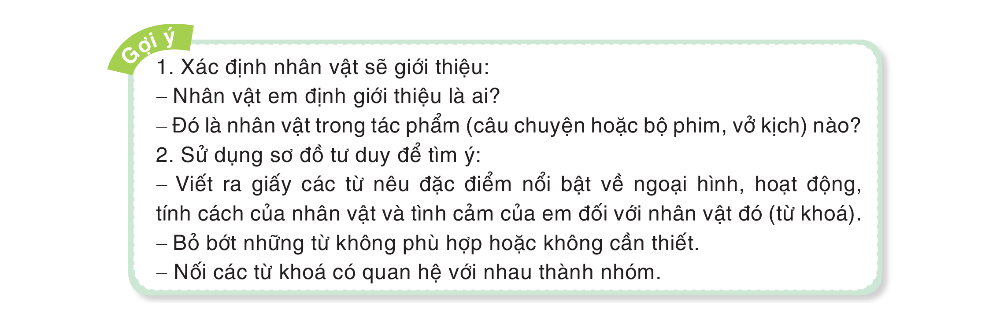 Gợi ý
1. Xác định nhân vật sẽ giới thiệu:
– Nhân vật em định giới thiệu là ai?
– Đó là nhân vật trong tác phẩm (câu chuyện hoặc bộ phim, vở kịch) nào?
2. Sử dụng sơ đồ tư duy để tìm ý:
– Viết ra giấy các từ nêu đặc điểm nổi bật về ngoại hình, hoạt động,
tính cách của nhân vật và tình cảm của em đối với nhân vật đó (từ khoá).
– Bỏ bớt những từ không phù hợp hoặc không cần thiết.
– Nối các từ khoá có quan hệ với nhau thành nhóm.